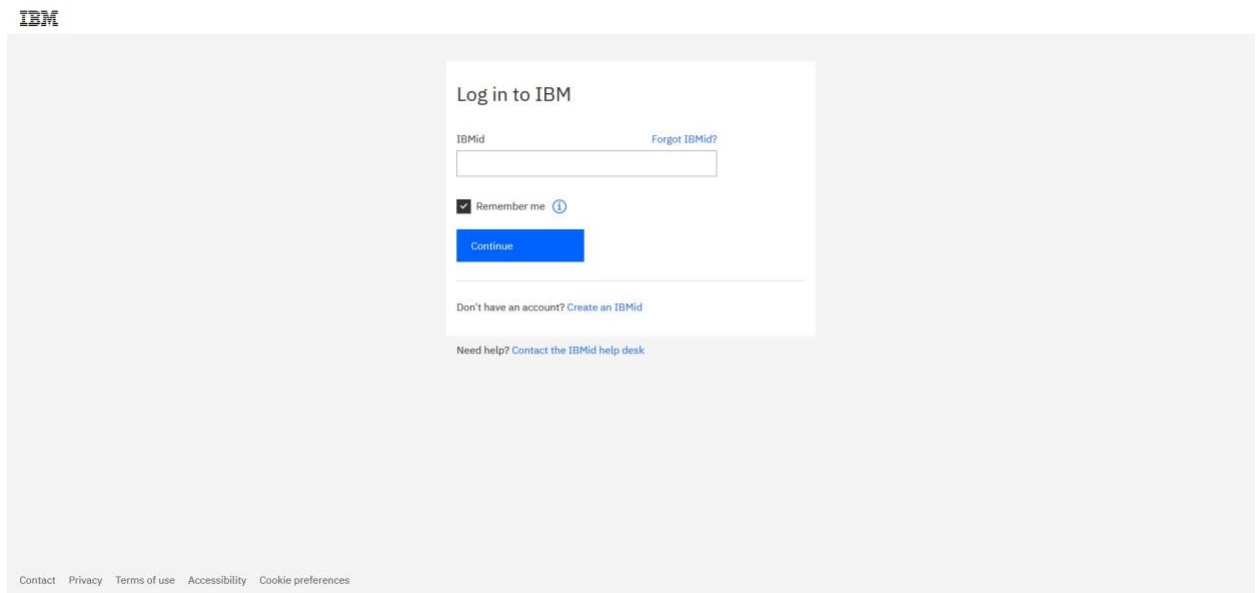 IBM
Log in to IBM
IBMid Forgot IBMid?
Remember me
Continue
Don't have an account? Create an IBMid
Need help? Contact the IBMid help desk
Contact Privacy Terms of use Accessibility Cookie preferences